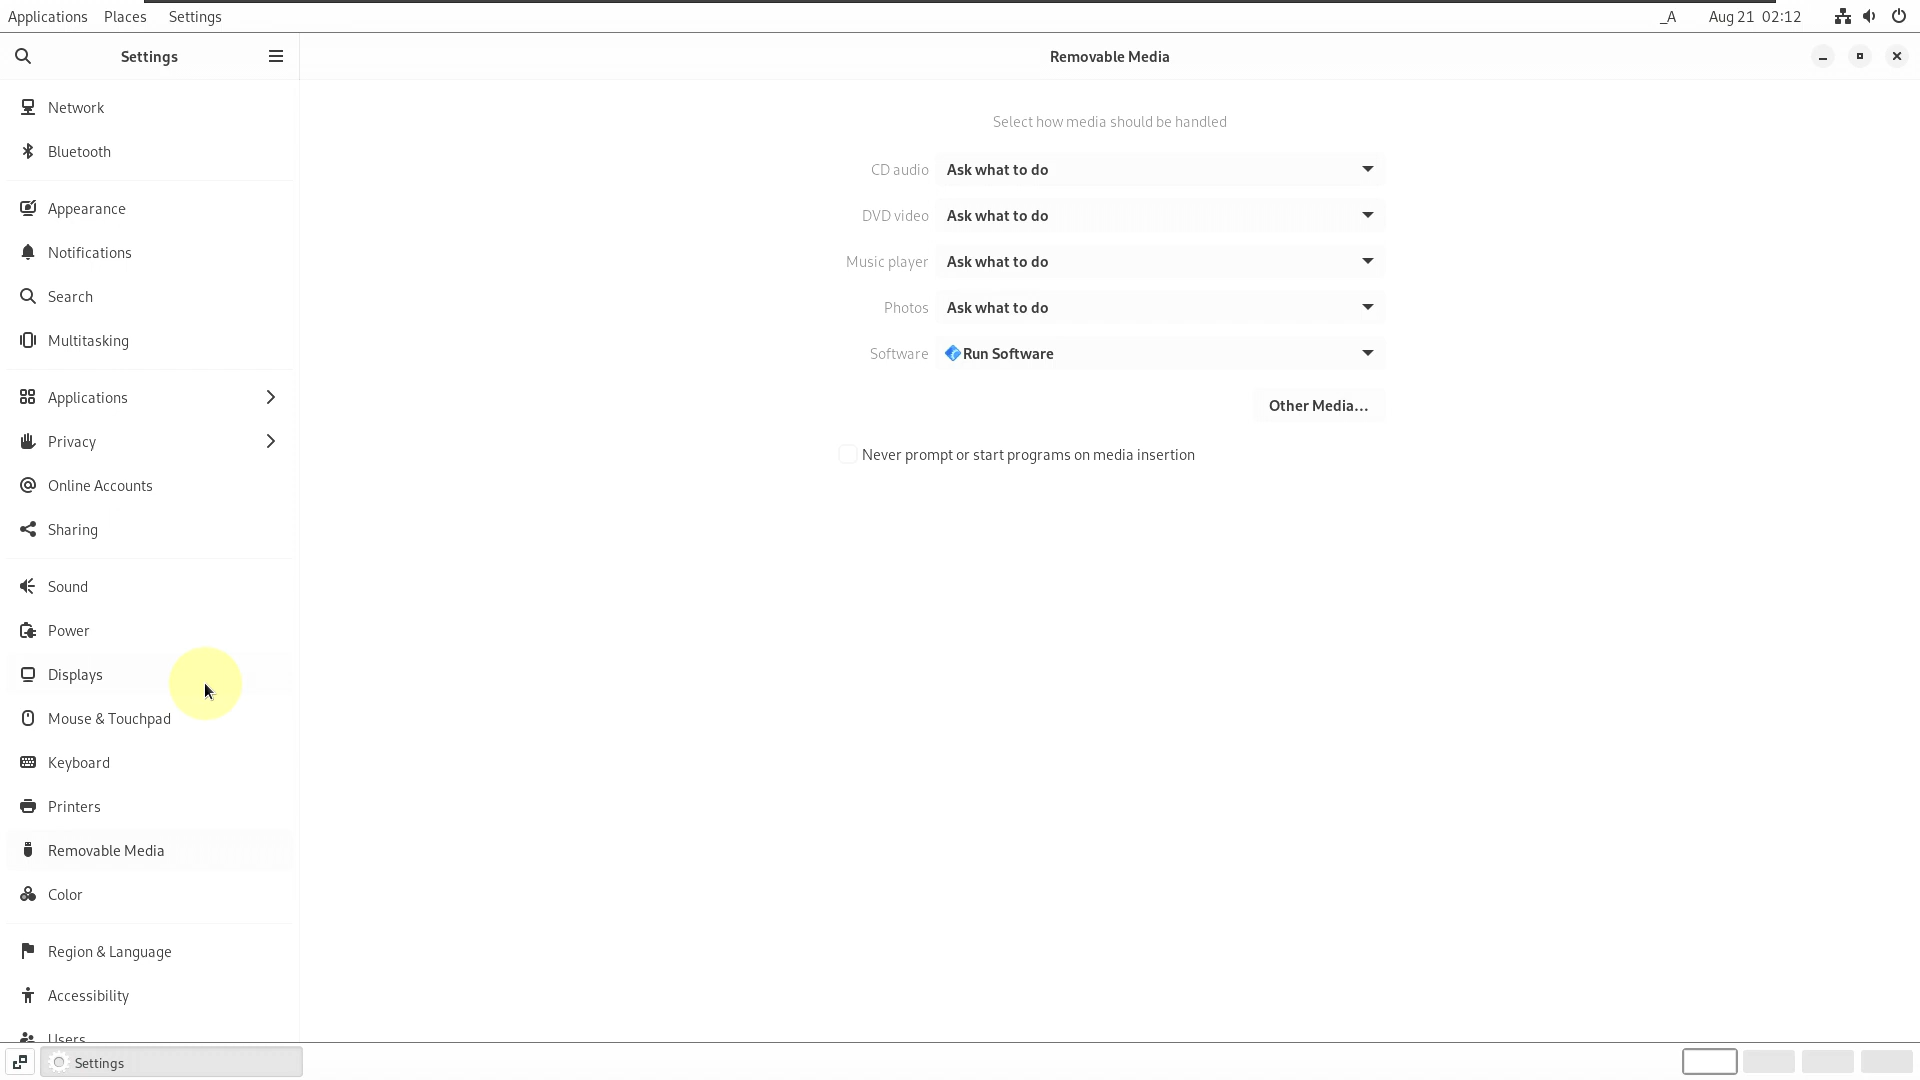 Applications Places Settings _A Aug 21 02:12
Settings
Removable Media
Network
Bluetooth
Appearance
Notifications
Search
Multitasking
Applications
Privacy
Online Accounts
Sharing
Sound
Power
Displays
Mouse & Touchpad
Keyboard
Printers
Removable Media
Color
Region & Language
Accessibility
Users
Select how media should be handled
CD audio Ask what to do
DVD video Ask what to do
Music player Ask what to do
Photos Ask what to do
Software Run Software
Other Media...
Never prompt or start programs on media insertion
Settings